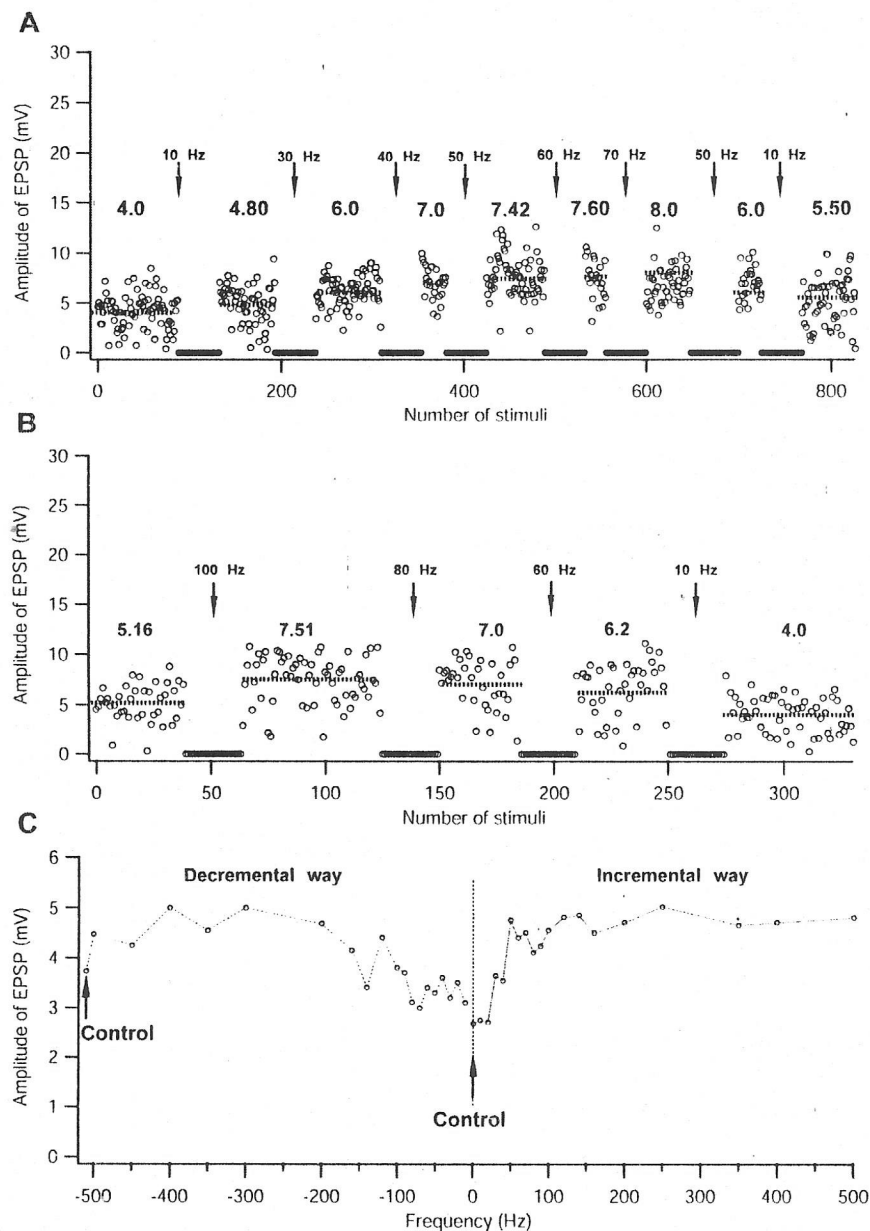 A
30
25
20
15
10
5
0
Amplitude of EPSP (mV)
10 Hz
30 Hz
40 Hz
50 Hz
60 Hz
70 Hz
50 Hz
10 Hz
4.0
4.80
6.0
7.0
7.42
7.60
8.0
6.0
5.50
0
200
400
600
800
Number of stimuli
B
30
25
20
15
10
5
0
Amplitude of EPSP (mV)
100 Hz
80 Hz
60 Hz
10 Hz
5.16
7.51
7.0
6.2
4.0
0
50
100
150
200
250
300
Number of stimuli
C
6
5
4
3
2
1
0
Amplitude of EPSP (mV)
Decremental way
Incremental way
Control
Control
-500
-400
-300
-200
-100
0
100
200
300
400
500
Frequency (Hz)